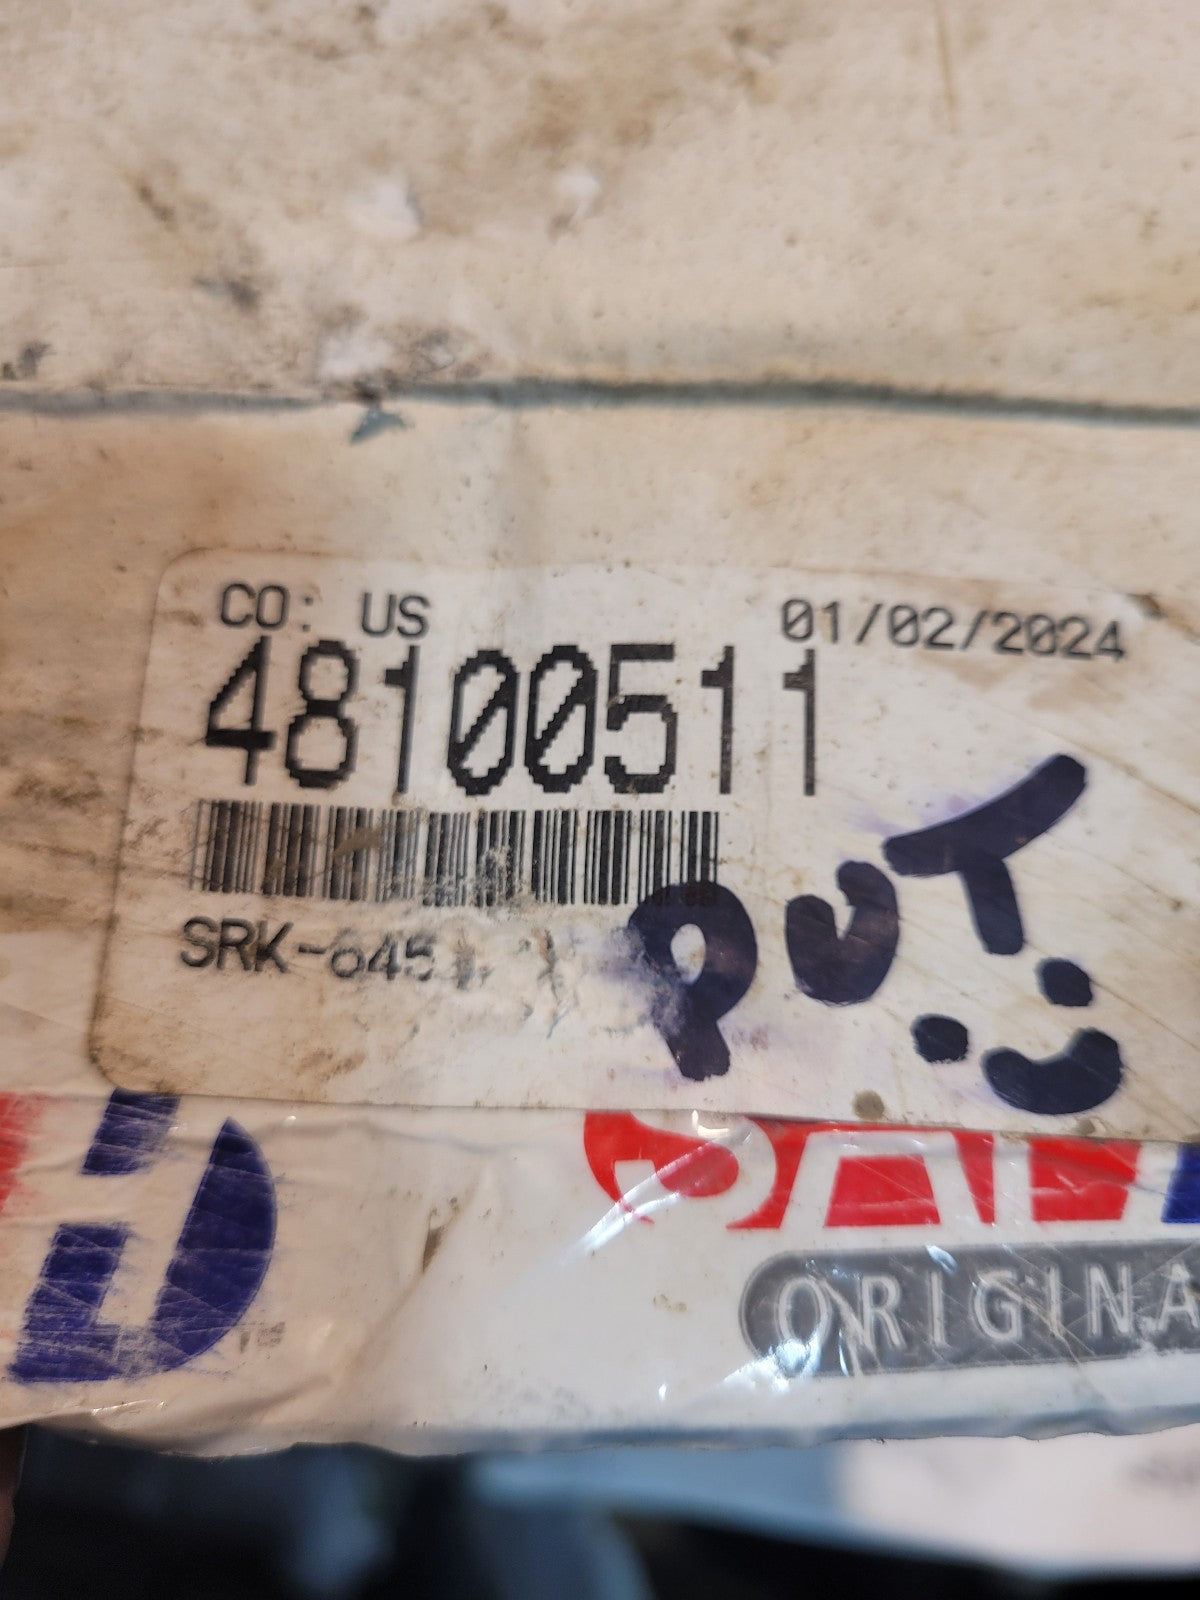 CO: US
01/02/2024
48100511
SRK-645
PUT
ORIGINA